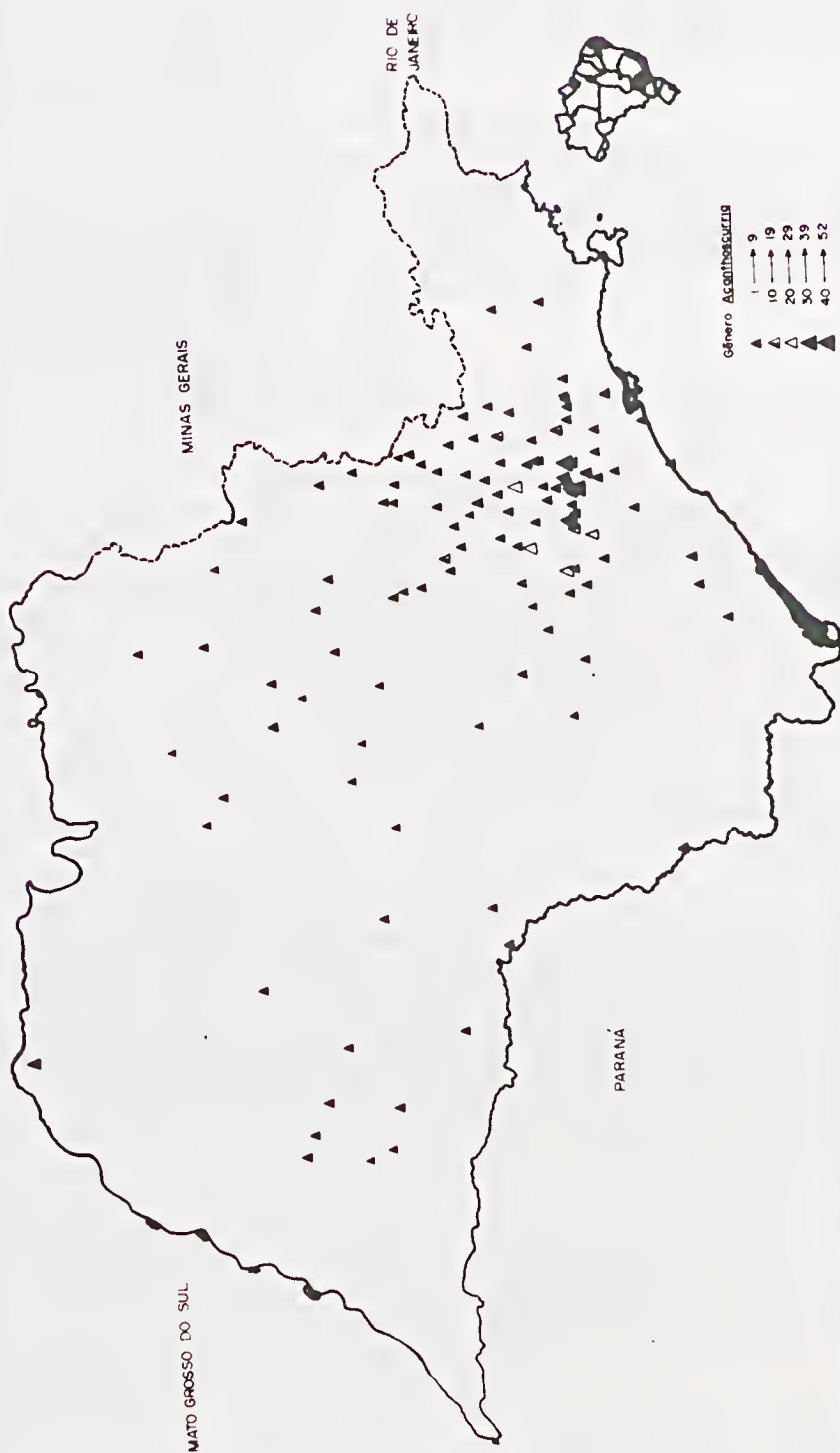 RIO DE
JANEIRO
MINAS GERAIS
MATO GROSSO DO SUL
PARANÁ
Gênero Acanthoscurria
1 → 9
10 → 19
20 → 29
30 → 39
40 → 52